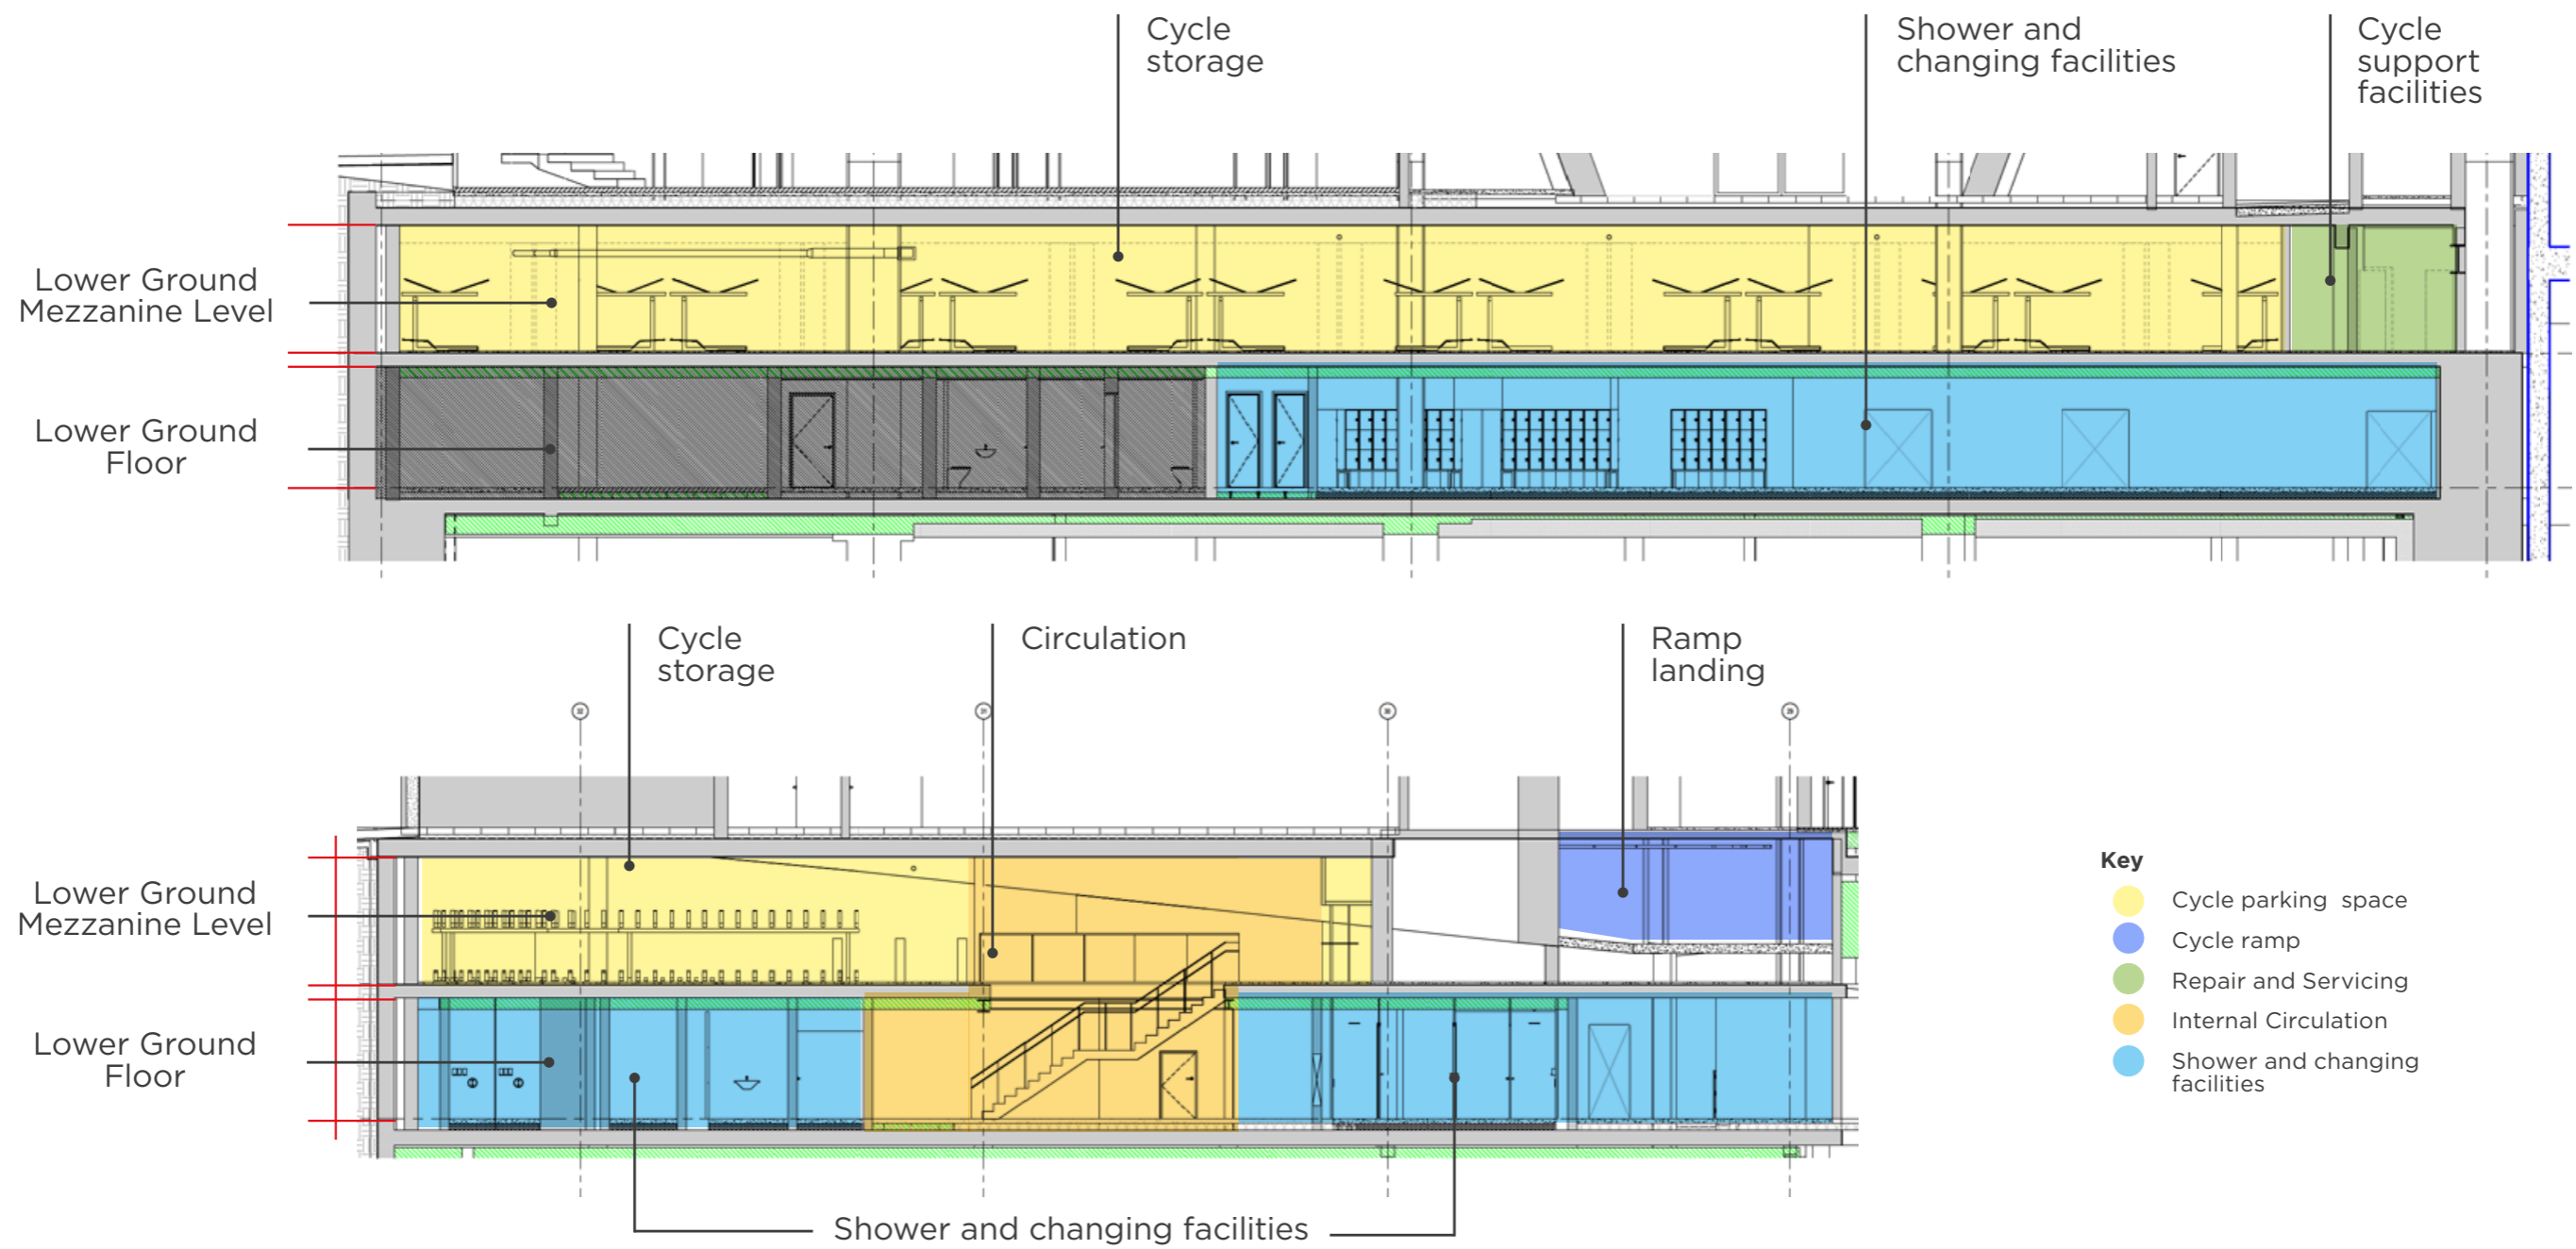 Cycle
storage
Shower and
changing facilities
Cycle
support
facilities
Lower Ground
Mezzanine Level
Lower Ground
Floor
Cycle
storage
Circulation
Ramp
landing
Lower Ground
Mezzanine Level
Lower Ground
Floor
Shower and changing facilities
Key
Cycle parking space
Cycle ramp
Repair and Servicing
Internal Circulation
Shower and changing
facilities